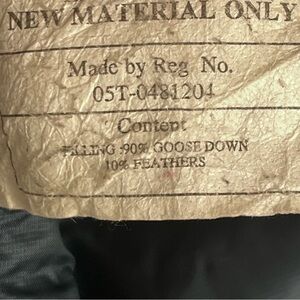 NEW MATERIAL ONLY
Made by Reg No.
05T-0481204
Content
FILLING :90% GOOSE DOWN
10% FEATHERS